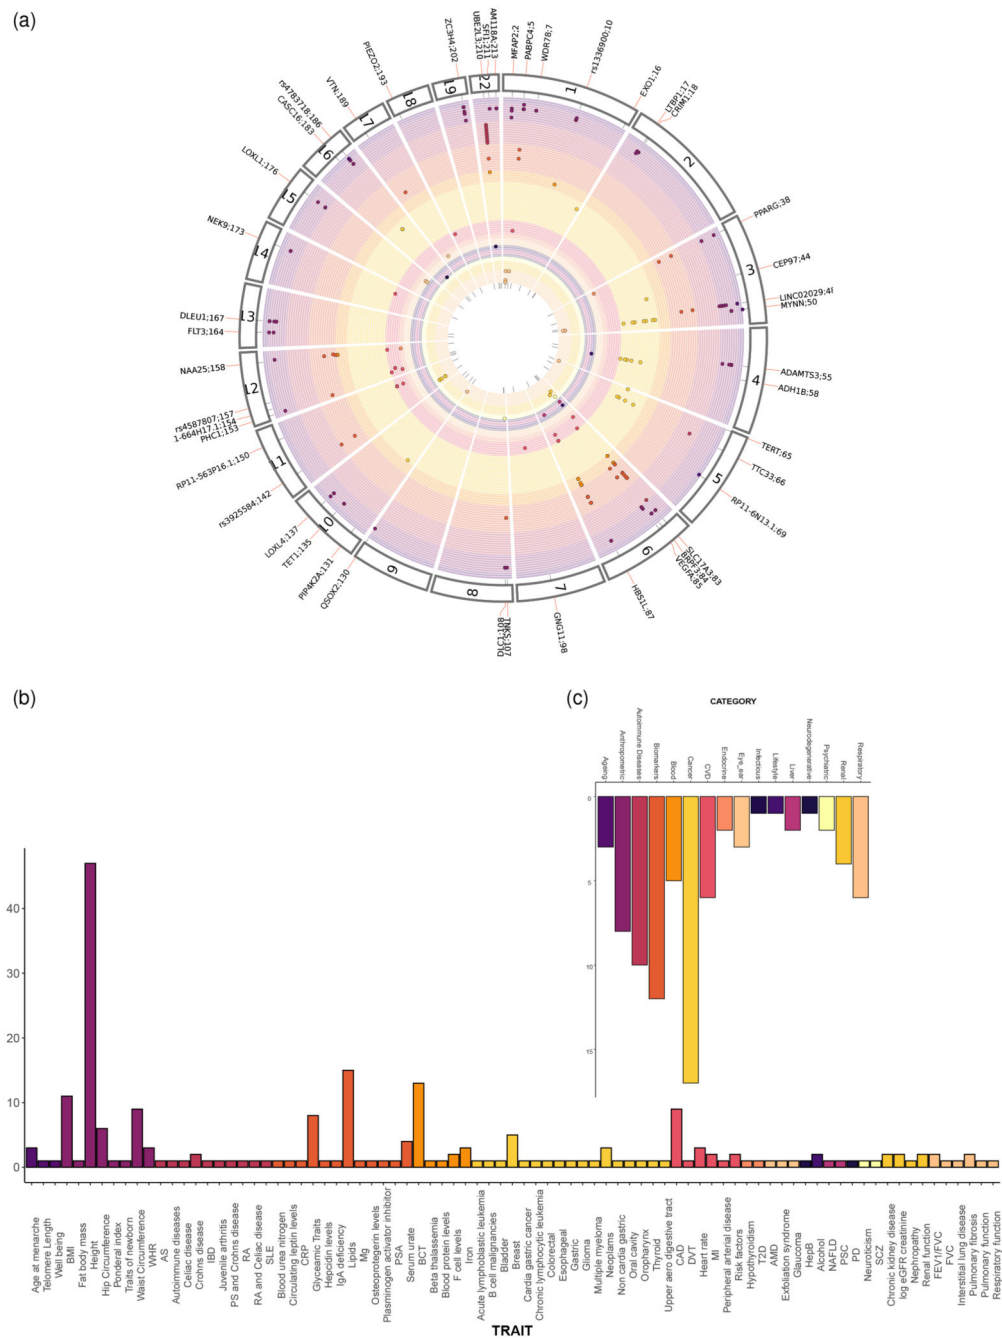 (a)
ZC3H4;202
UBE2L3;210
SFI1;211
AM118A;213
MFAP2;2
PABPC4;5
WDR78;7
rs1336900;10
EXO1;16
LTBP1;17
CRIM1;18
PPARG;38
CEP97;44
LINC02029;48
MYNN;50
ADAMTS3;55
ADH1B;58
TERT;65
TTC33;66
RP11-6N13.1;69
SLC17A3;83
BRPF3;84
VEGFA;85
HBS1L;87
GNG11;98
TNKS;107
DLC1;108
QSOX2;130
PIP4K2A;131
TET1;135
LOXL4;137
rs3925584;142
RP11-563P16.1;150
PHC1;153
1-664H17.1;154
rs4587807;157
NAA25;158
FLT3;164
DLEU1;167
NEK9;173
LOXL1;176
CASC16;183
rs4783718;186
VTN;189
PIEZO2;193
1
2
3
4
5
6
7
8
9
10
11
12
13
14
15
16
17
18
19
22
(b)
40
30
20
10
0
Age at menarche
Telomere Length
Well being
BMI
Fat body mass
Height
Hip Circumference
Ponderal index
Traits of newborn
Waist Circumference
WHR
AS
Autoimmune diseases
Celiac disease
Crohns disease
IBD
Juvenile arthritis
PS and Crohns disease
RA
RA and Celiac disease
SLE
Blood urea nitrogen
Circulating leptin levels
CRP
Glycaemic Traits
Hepcidin levels
IgA deficiency
Lipids
Mg
Osteoprotegerin levels
Plasminogen activator inhibitor
PSA
Serum urate
BCT
Beta thalassemia
Blood protein levels
F cell levels
Iron
Acute lymphoblastic leukemia
B cell malignancies
Bladder
Breast
Cardia gastric cancer
Chronic lymphocytic leukemia
Colorectal
Esophageal
Gastric
Glioma
Multiple myeloma
Neoplams
Non cardia gastric
Oral cavity
Oropharynx
Thyroid
Upper aero digestive tract
CAD
DVT
Heart rate
MI
Peripheral arterial disease
Risk factors
Hypothyroidism
T2D
AMD
Exfoliation syndrome
Glaucoma
HepB
Alcohol
NAFLD
PSC
PD
Neuroticism
SCZ
Chronic kidney disease
log eGFR creatinine
Nephropathy
Renal function
FEV1/FVC
FVC
Interstitial lung disease
Pulmonary fibrosis
Pulmonary function
Respiratory function
TRAIT
(c)
CATEGORY
Ageing
Anthropometric
Autoimmune Diseases
Biomarkers
Blood
Cancer
CVD
Endocrine
Eye_ear
Infectious
Lifestyle
Liver
Neurodegenerative
Psychiatric
Renal
Respiratory
0
5
10
15